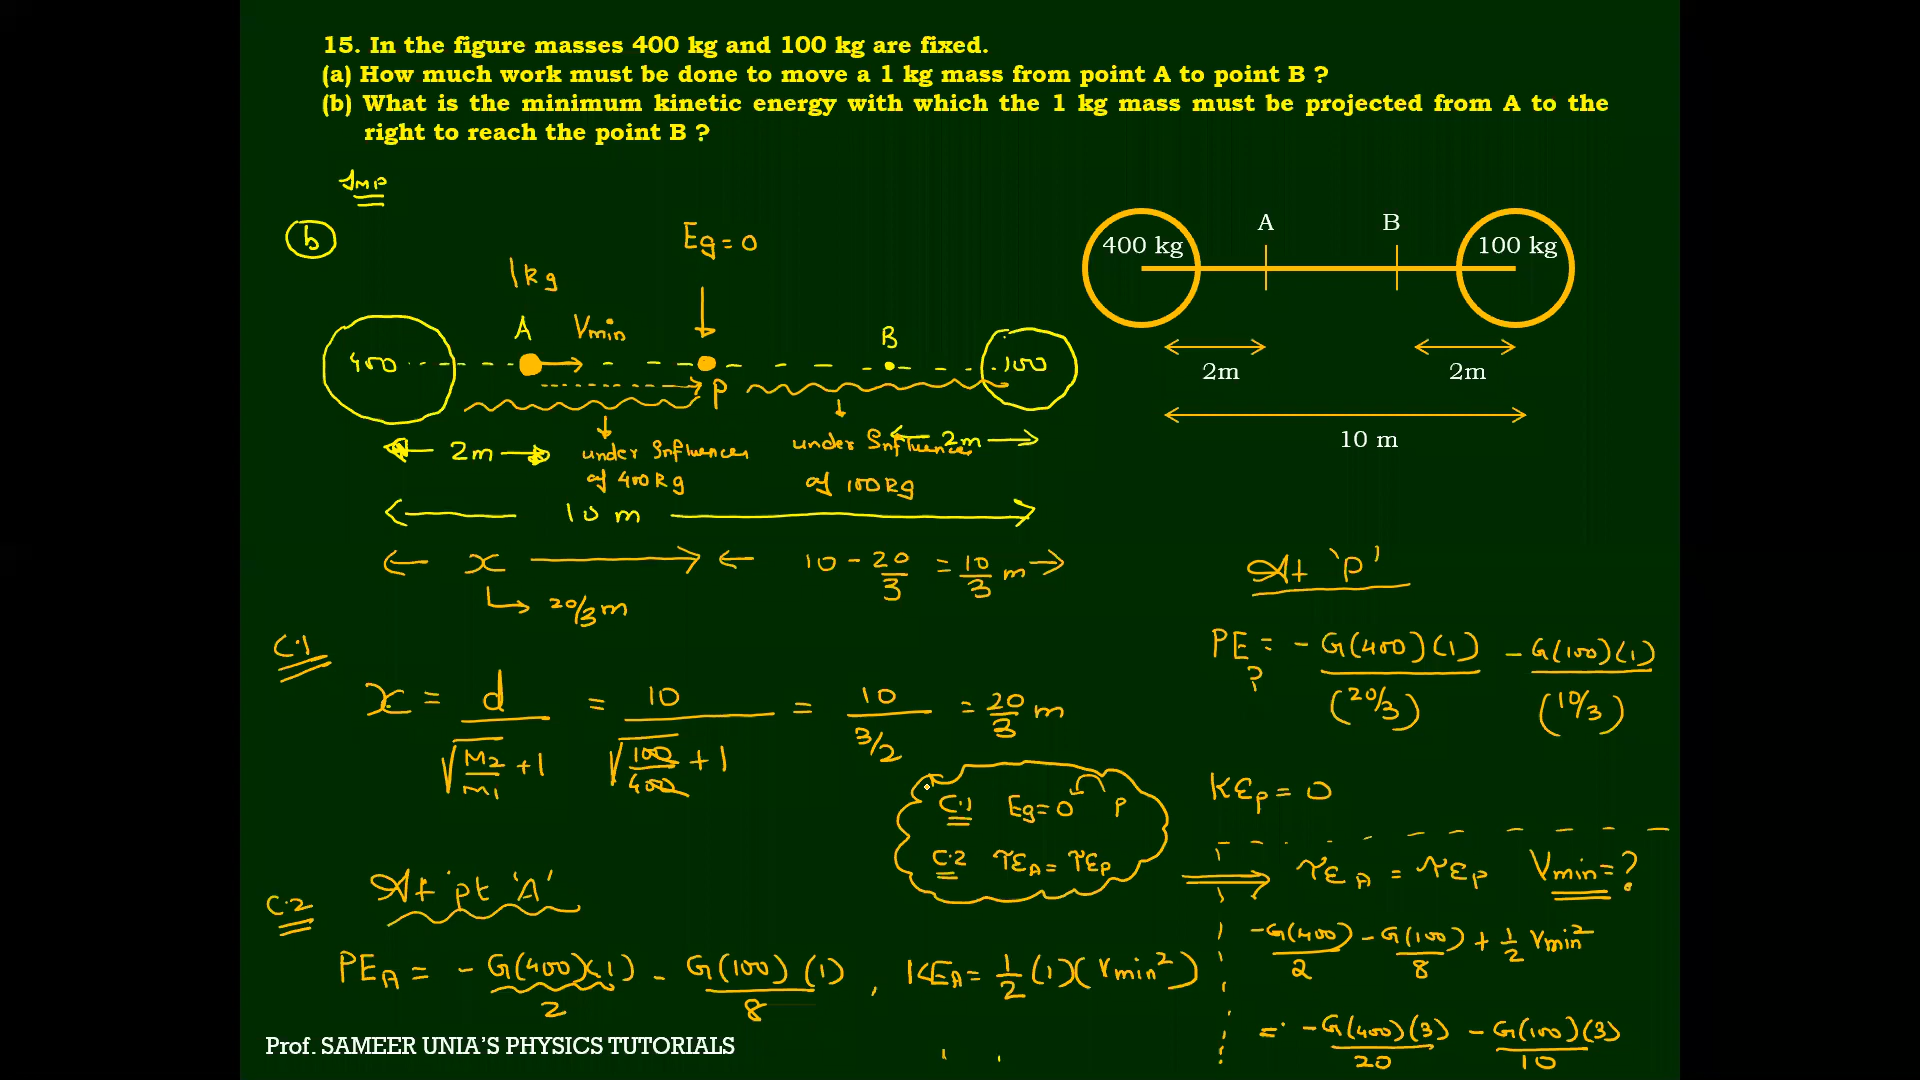 15. In the figure masses 400 kg and 100 kg are fixed.
(a) How much work must be done to move a 1 kg mass from point A to point B ?
(b) What is the minimum kinetic energy with which the 1 kg mass must be projected from A to the
right to reach the point B ?
Imp
b
Eg = 0
1kg
A Vmin
B
400
100
P
2m
under Influences
of 400kg
under Influences
of 100kg
2m
10 m
x
10 - 20/3 = 10/3 m
20/3 m
A B
400 kg 100 kg
2m 2m
10 m
C.1
x = d / (√(M2/M1) + 1) = 10 / (√(100/400) + 1) = 10 / (3/2) = 20/3 m
C.1 Eg = 0 P
C.2 TEA = TEP
C.2
At pt 'A'
PEA = - G(400)(1)/2 - G(100)(1)/8 , KEA = 1/2 (1)(Vmin²)
At 'P'
PE = - G(400)(1)/(20/3) - G(100)(1)/(10/3)
?
KEP = 0
TEA = TEP Vmin = ?
-G(400)/2 - G(100)/8 + 1/2 Vmin²
= -G(400)(3)/20 - G(100)(3)/10
Prof. SAMEER UNIA'S PHYSICS TUTORIALS